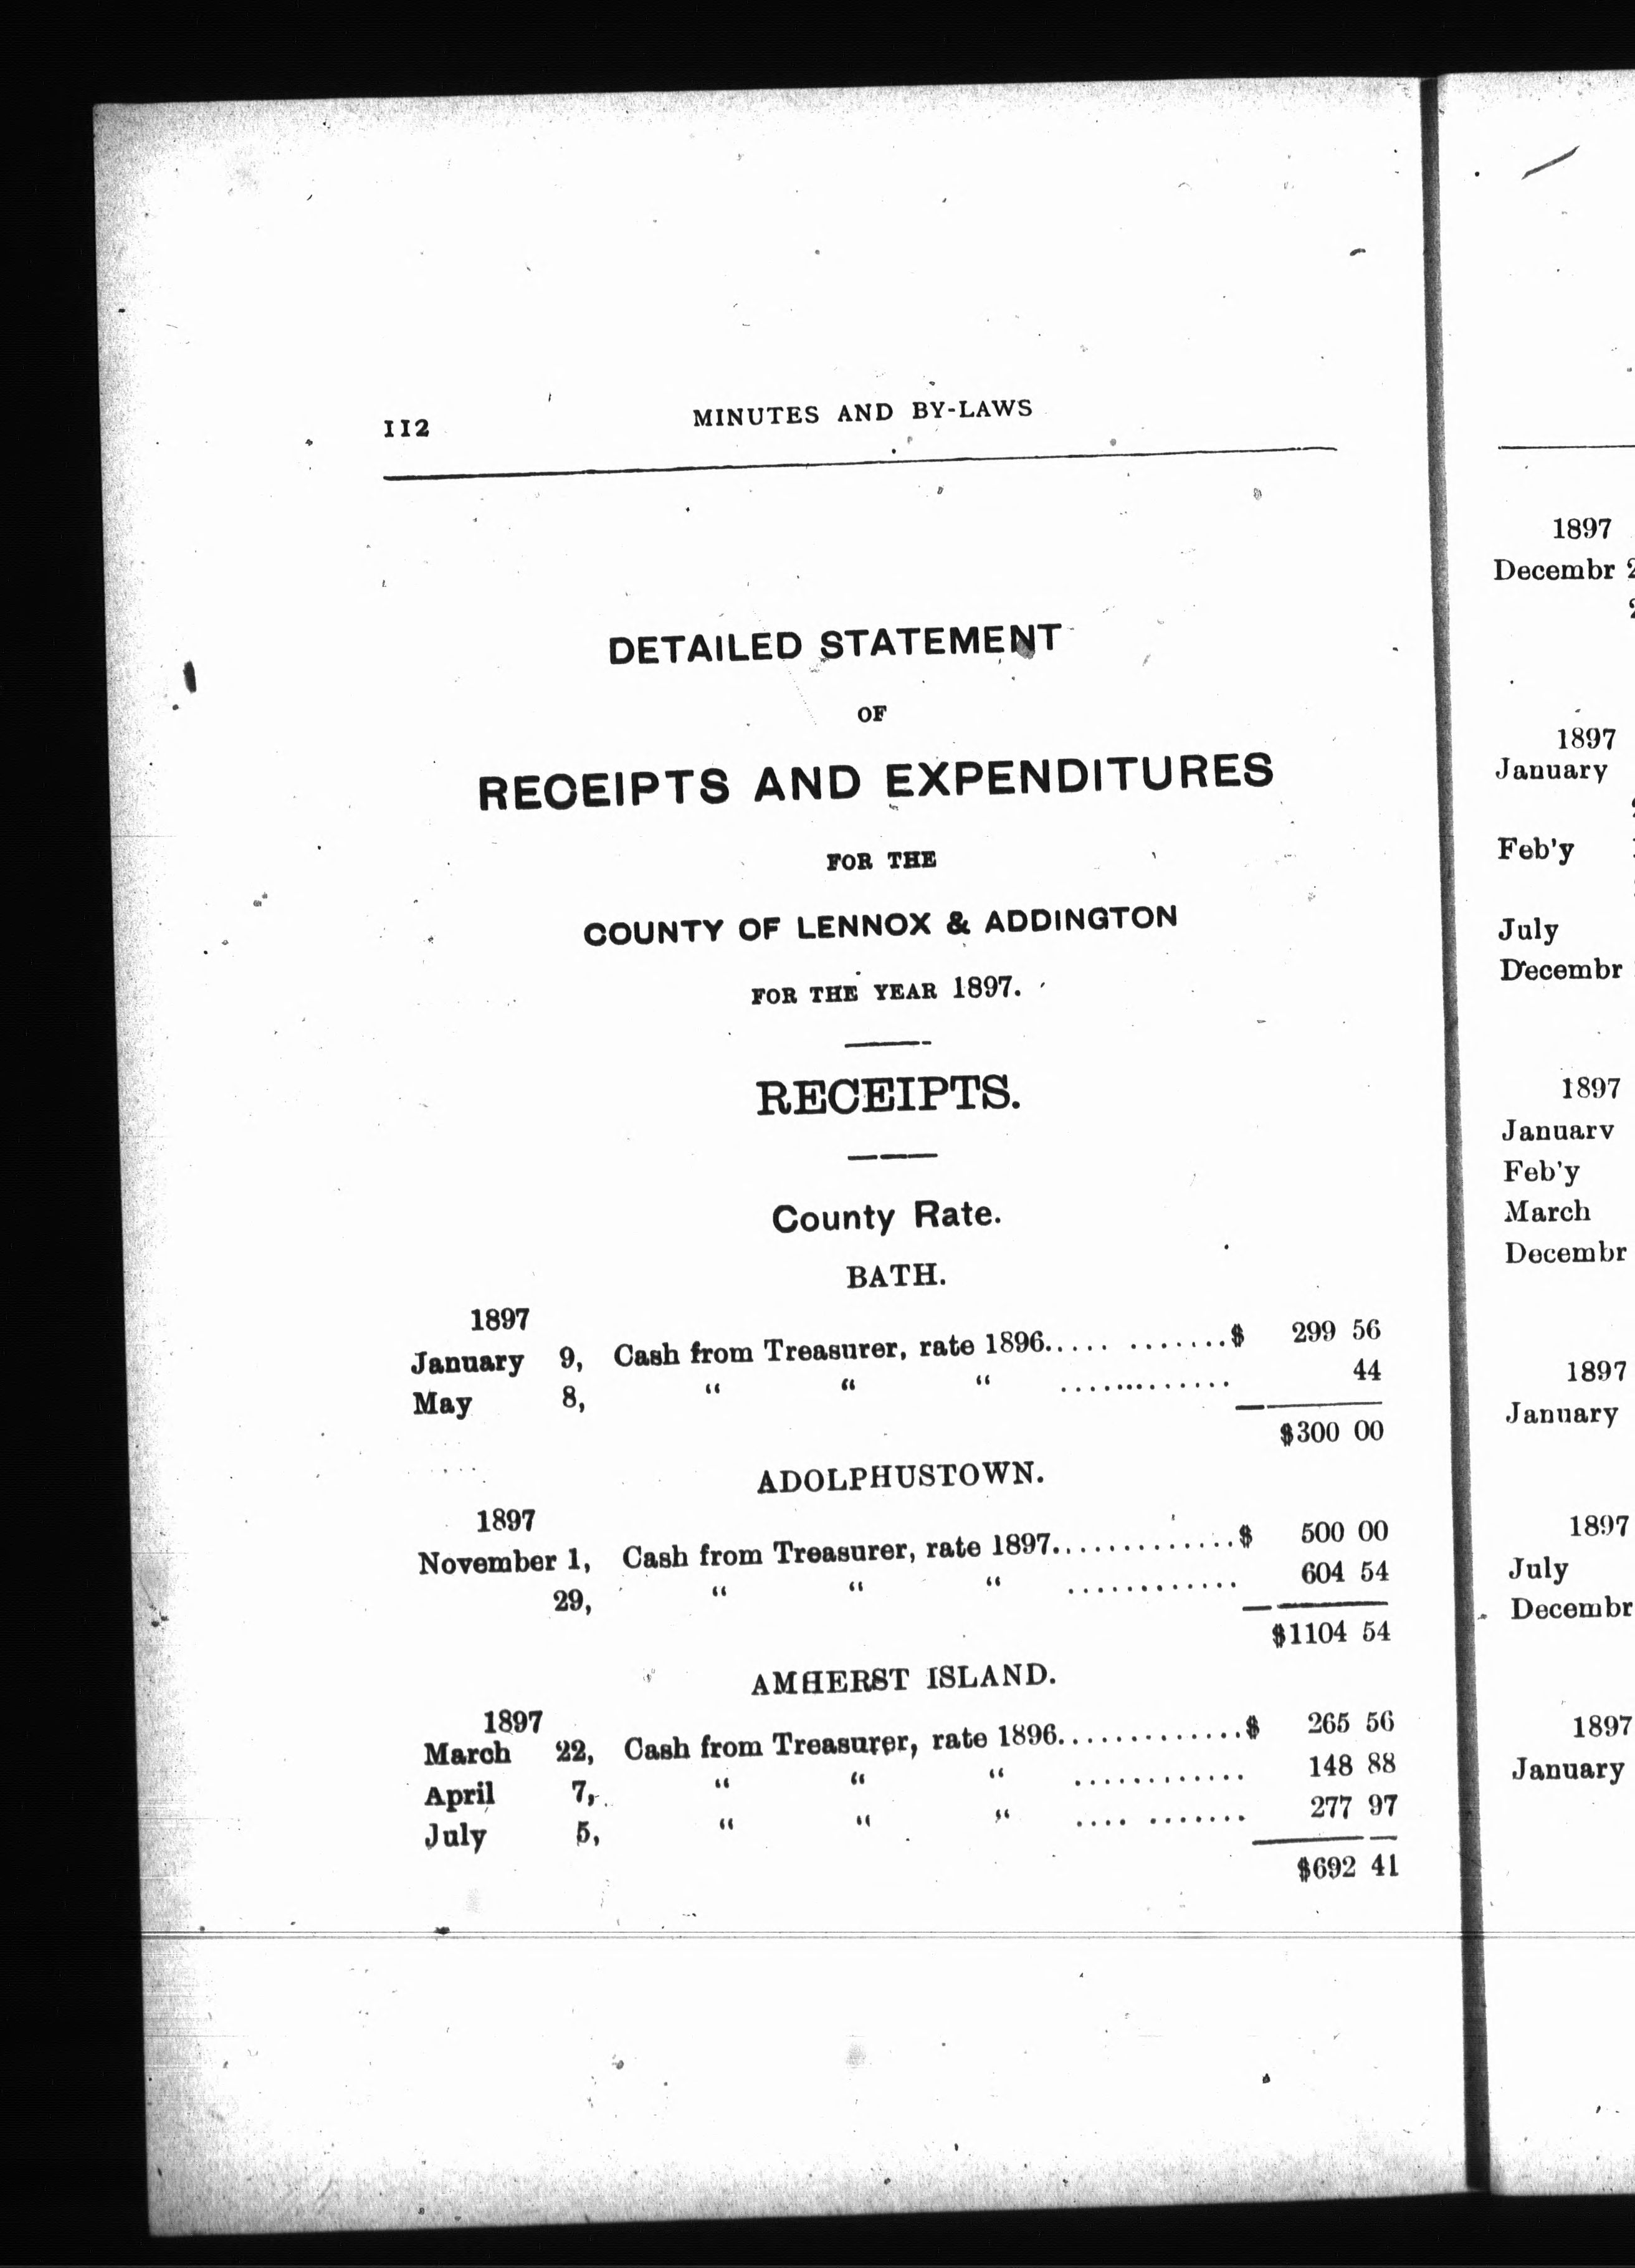 112 MINUTES AND BY-LAWS
DETAILED STATEMENT
OF
RECEIPTS AND EXPENDITURES
FOR THE
COUNTY OF LENNOX & ADDINGTON
FOR THE YEAR 1897.
RECEIPTS.
County Rate.
BATH.
1897
January 9, Cash from Treasurer, rate 1896..... .......$ 299 56
May 8, “ “ “ ............ 44
$300 00
ADOLPHUSTOWN.
1897
November 1, Cash from Treasurer, rate 1897.............$ 500 00
29, “ “ “ ............ 604 54
$1104 54
AMHERST ISLAND.
1897
March 22, Cash from Treasurer, rate 1896.............$ 265 56
April 7, “ “ “ ............ 148 88
July 5, “ “ “ .... ....... 277 97
$692 41
1897
Decembr
1897
January
Feb'y
July
Decembr
1897
January
Feb'y
March
Decembr
1897
January
1897
July
Decembr
1897
January